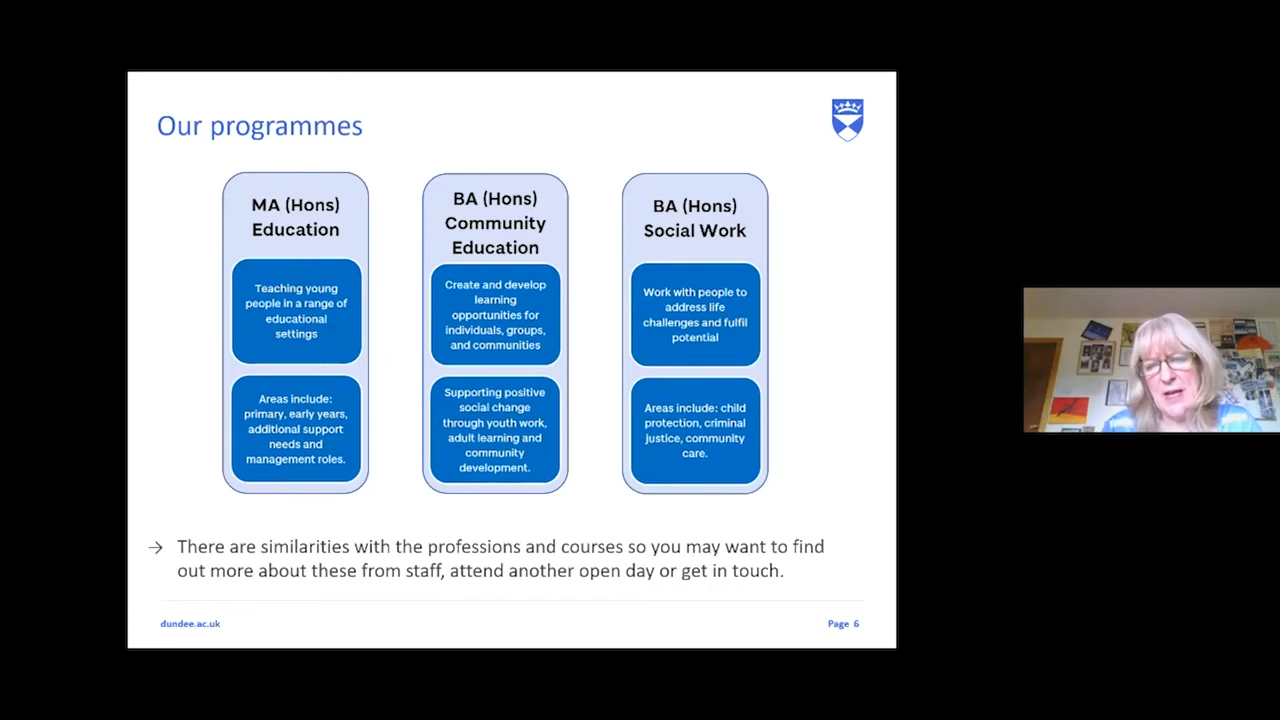 Our programmes
MA (Hons)
Education
Teaching young
people in a range of
educational
settings
Areas include:
primary, early years,
additional support
needs and
management roles.
BA (Hons)
Community
Education
Create and develop
learning
opportunities for
individuals, groups,
and communities
Supporting positive
social change
through youth work,
adult learning and
community
development.
BA (Hons)
Social Work
Work with people to
address life
challenges and fulfil
potential
Areas include: child
protection, criminal
justice, community
care.
→ There are similarities with the professions and courses so you may want to find
out more about these from staff, attend another open day or get in touch.
dundee.ac.uk
Page 6